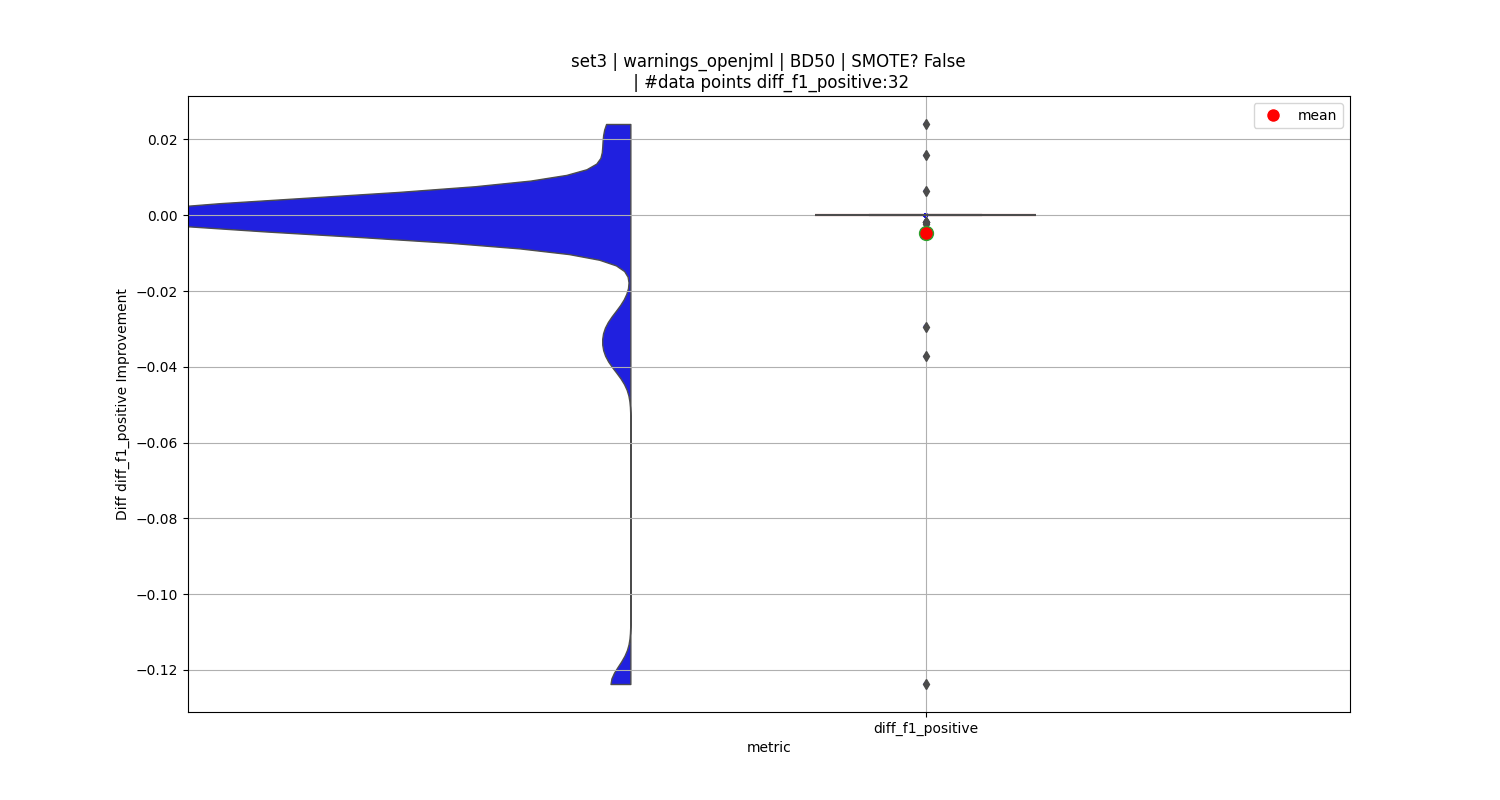 set3 | warnings_openjml | BD50 | SMOTE? False
| #data points diff_f1_positive:32
mean
0.02
0.00
−0.02
−0.04
−0.06
−0.08
−0.10
−0.12
Diff diff_f1_positive Improvement
diff_f1_positive
metric